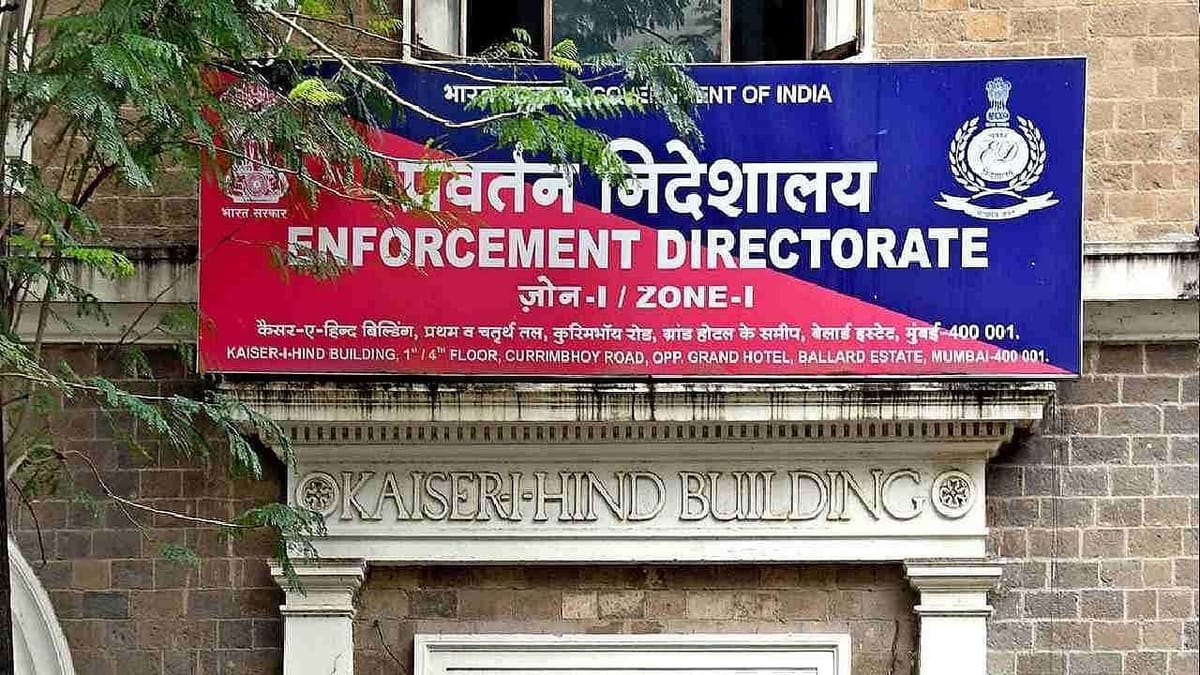 भारत GOVERNMENT OF INDIA
भारत सरकार
प्रवर्तन निदेशालय
ENFORCEMENT DIRECTORATE
ज़ोन-I / ZONE-I
कैसर-ए-हिन्द बिल्डिंग, प्रथम व चतुर्थ तल, कुरिमभॉय रोड, ग्रांड होटल के समीप, बेलार्ड इस्टेट, मुंबई-400 001.
KAISER-I-HIND BUILDING, 1ST / 4TH FLOOR, CURRIMBHOY ROAD, OPP. GRAND HOTEL, BALLARD ESTATE, MUMBAI-400 001.
KAISER-I-HIND BUILDING